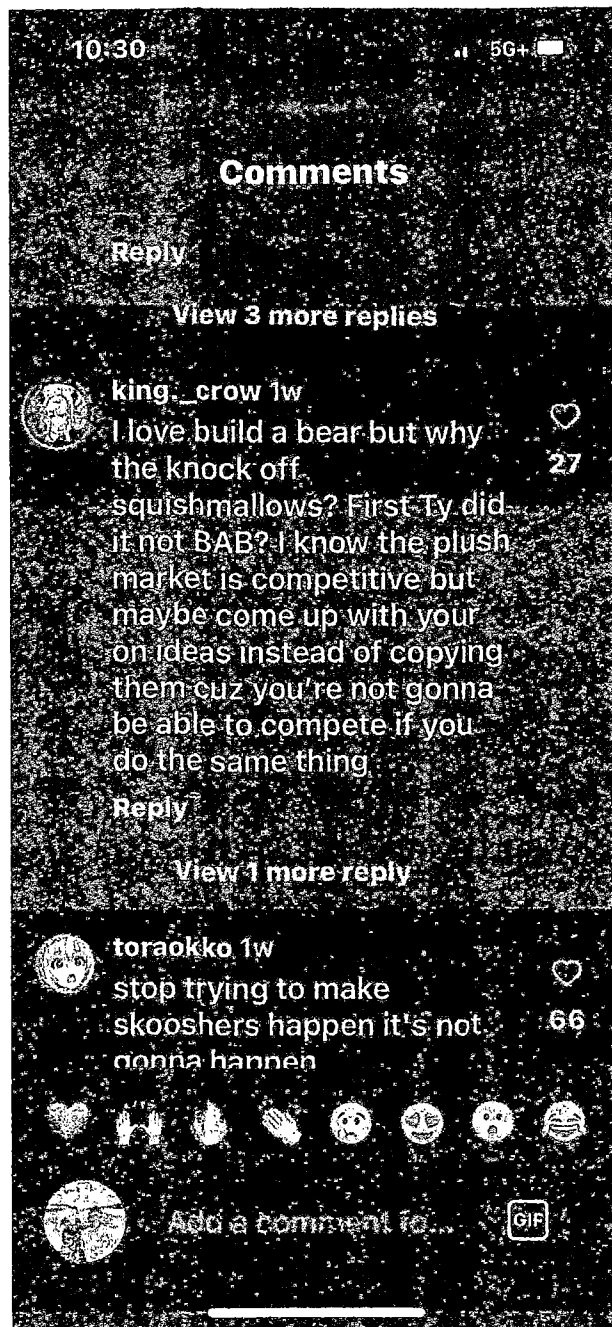 10:30
5G+
Comments
Reply
View 3 more replies
king._crow 1w
I love build a bear but why
the knock off
27
squishmallows? First Ty did
it not BAB? I know the plush
market is competitive but
maybe come up with your
on ideas instead of copying
them cuz you're not gonna
be able to compete if you
do the same thing
Reply
View 1 more reply
toraokko 1w
stop trying to make
skooshers happen it's not
66
gonna happen
Add a comment fo...
GIF